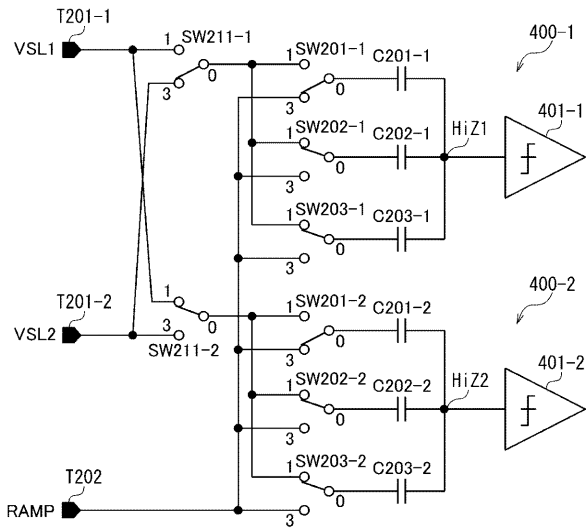 T201-1
VSL1
1
SW211-1
0
3
1
SW201-1
0
3
C201-1
400-1
401-1
HiZ1
1
SW202-1
0
3
C202-1
1
SW203-1
0
3
C203-1
T201-2
VSL2
1
0
3
SW211-2
1
SW201-2
0
3
C201-2
400-2
401-2
HiZ2
1
SW202-2
0
3
C202-2
1
SW203-2
0
3
C203-2
T202
RAMP